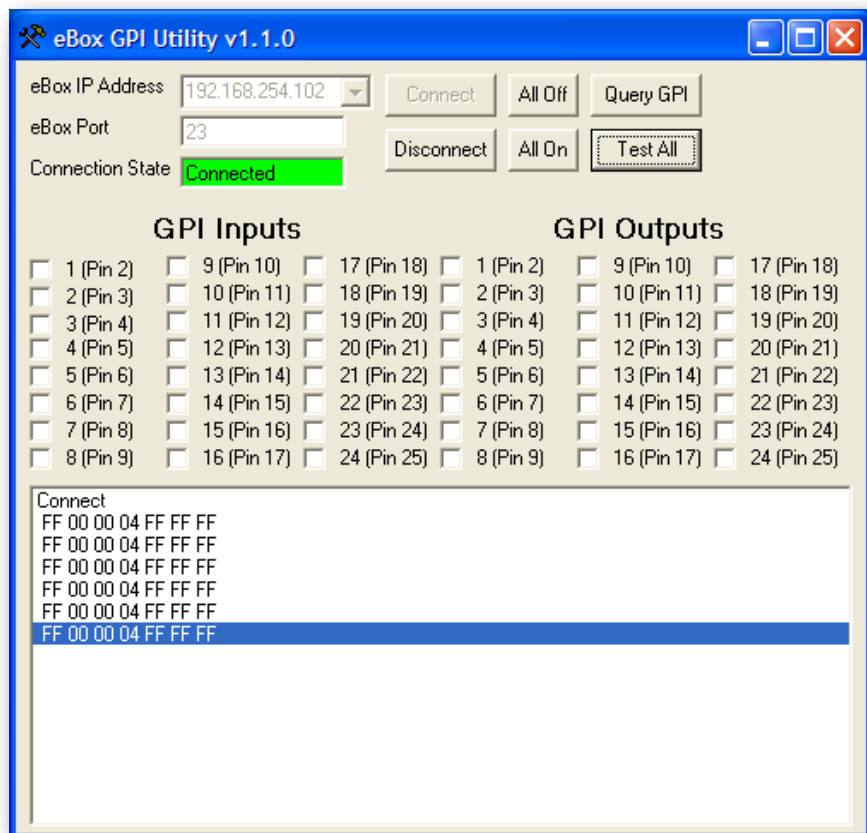 eBox GPI Utility v1.1.0
eBox IP Address 192.168.254.102 Connect All Off Query GPI
eBox Port 23
Disconnect All On Test All
Connection State Connected
GPI Inputs GPI Outputs
1 (Pin 2) 9 (Pin 10) 17 (Pin 18) 1 (Pin 2) 9 (Pin 10) 17 (Pin 18)
2 (Pin 3) 10 (Pin 11) 18 (Pin 19) 2 (Pin 3) 10 (Pin 11) 18 (Pin 19)
3 (Pin 4) 11 (Pin 12) 19 (Pin 20) 3 (Pin 4) 11 (Pin 12) 19 (Pin 20)
4 (Pin 5) 12 (Pin 13) 20 (Pin 21) 4 (Pin 5) 12 (Pin 13) 20 (Pin 21)
5 (Pin 6) 13 (Pin 14) 21 (Pin 22) 5 (Pin 6) 13 (Pin 14) 21 (Pin 22)
6 (Pin 7) 14 (Pin 15) 22 (Pin 23) 6 (Pin 7) 14 (Pin 15) 22 (Pin 23)
7 (Pin 8) 15 (Pin 16) 23 (Pin 24) 7 (Pin 8) 15 (Pin 16) 23 (Pin 24)
8 (Pin 9) 16 (Pin 17) 24 (Pin 25) 8 (Pin 9) 16 (Pin 17) 24 (Pin 25)
Connect
FF 00 00 04 FF FF FF
FF 00 00 04 FF FF FF
FF 00 00 04 FF FF FF
FF 00 00 04 FF FF FF
FF 00 00 04 FF FF FF
FF 00 00 04 FF FF FF